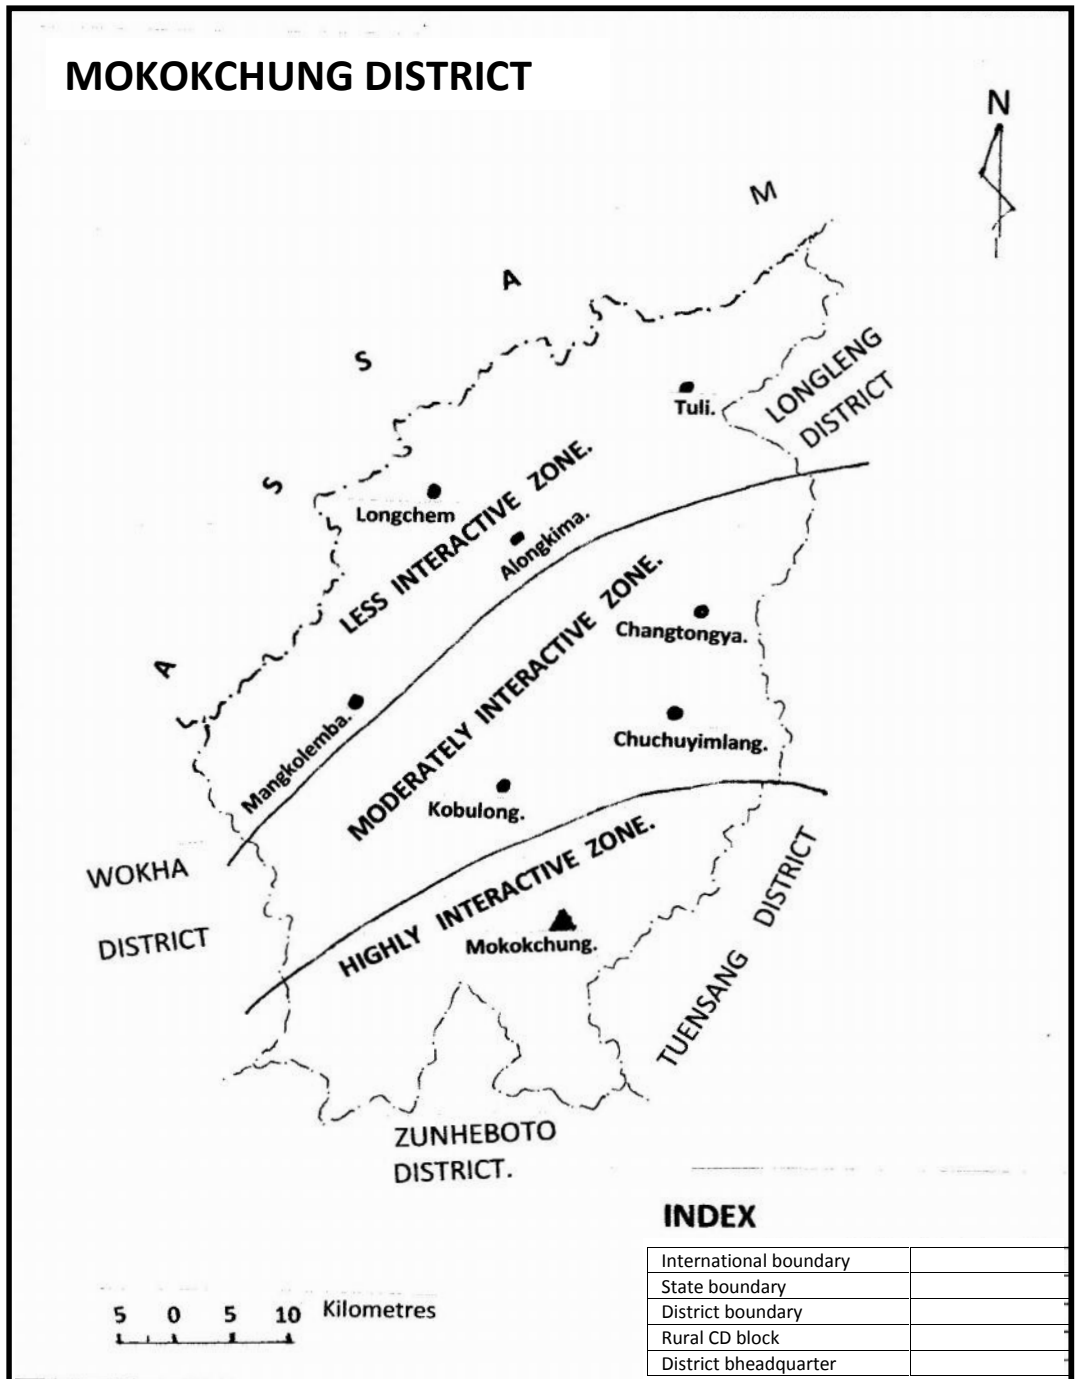 MOKOKCHUNG DISTRICT
N
A S S A M
LONGLENG
DISTRICT
Tuli.
Longchem
LESS INTERACTIVE ZONE.
Alongkima.
Changtongya.
MODERATELY INTERACTIVE ZONE.
Mangkolemba.
Chuchuyimlang.
Kobulong.
WOKHA
DISTRICT
HIGHLY INTERACTIVE ZONE.
Mokokchung.
TUENSANG DISTRICT
ZUNHEBOTO
DISTRICT.
INDEX
International boundary
State boundary
District boundary
Rural CD block
District bheadquarter
5 0 5 10 Kilometres